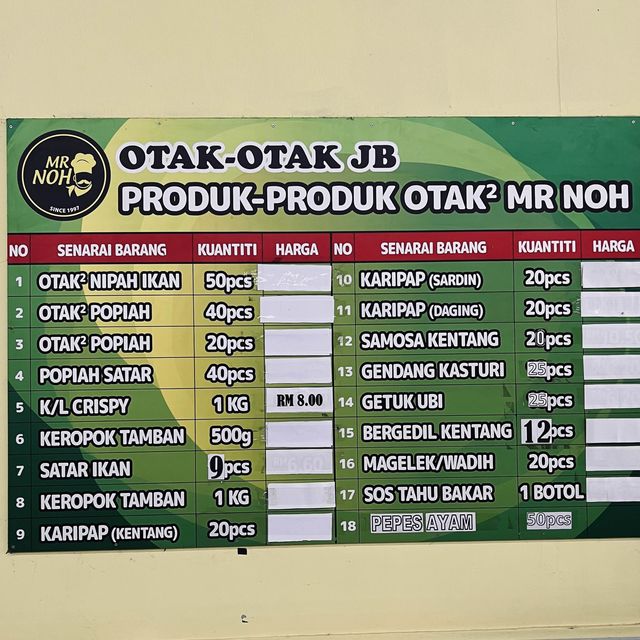 MR NOH
SINCE 1997
OTAK-OTAK JB
PRODUK-PRODUK OTAK² MR NOH
NO SENARAI BARANG KUANTITI HARGA NO SENARAI BARANG KUANTITI HARGA
1 OTAK² NIPAH IKAN 50pcs 10 KARIPAP (SARDIN) 20pcs
2 OTAK² POPIAH 40pcs 11 KARIPAP (DAGING) 20pcs
3 OTAK² POPIAH 20pcs 12 SAMOSA KENTANG 20pcs
4 POPIAH SATAR 40pcs 13 GENDANG KASTURI 25pcs
5 K/L CRISPY 1 KG RM 8.00 14 GETUK UBI 25pcs
6 KEROPOK TAMBAN 500g 15 BERGEDIL KENTANG 12pcs
7 SATAR IKAN 9pcs 16 MAGELEK/WADIH 20pcs
8 KEROPOK TAMBAN 1 KG 17 SOS TAHU BAKAR 1 BOTOL
9 KARIPAP (KENTANG) 20pcs 18 PEPES AYAM 50pcs